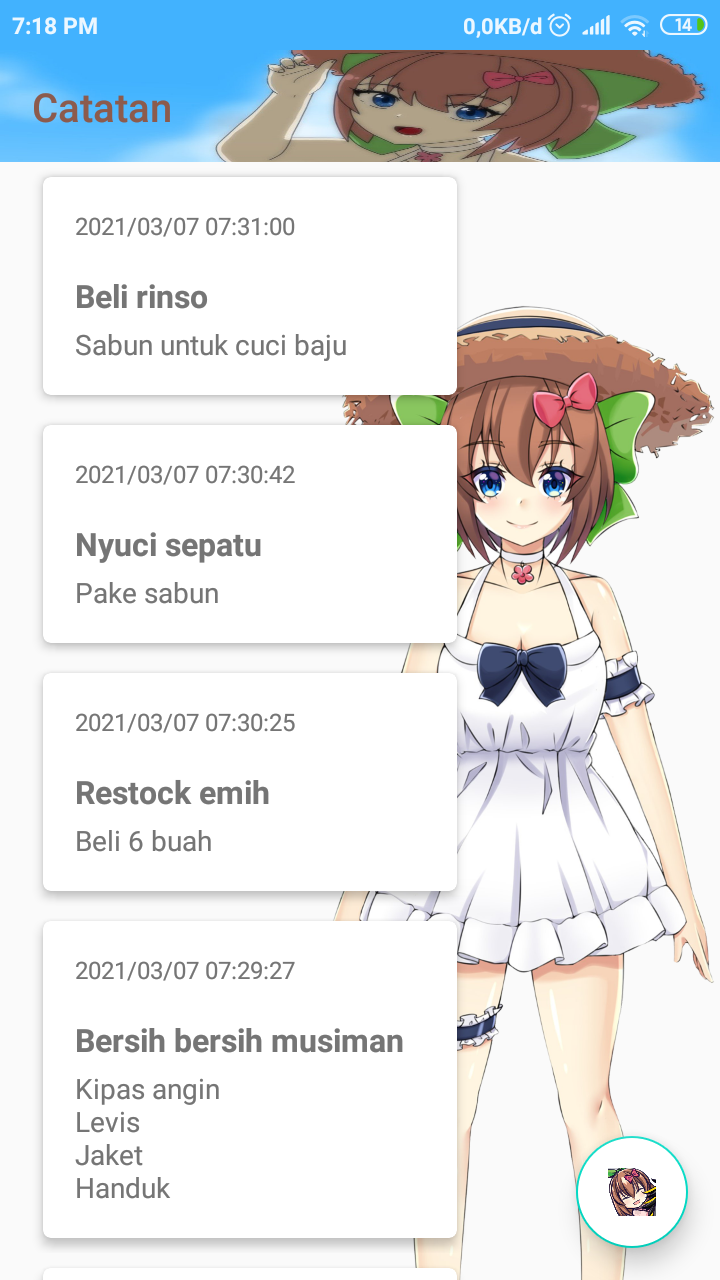 7:18 PM 0,0KB/d 14
Catatan
2021/03/07 07:31:00
Beli rinso
Sabun untuk cuci baju
2021/03/07 07:30:42
Nyuci sepatu
Pake sabun
2021/03/07 07:30:25
Restock emih
Beli 6 buah
2021/03/07 07:29:27
Bersih bersih musiman
Kipas angin
Levis
Jaket
Handuk